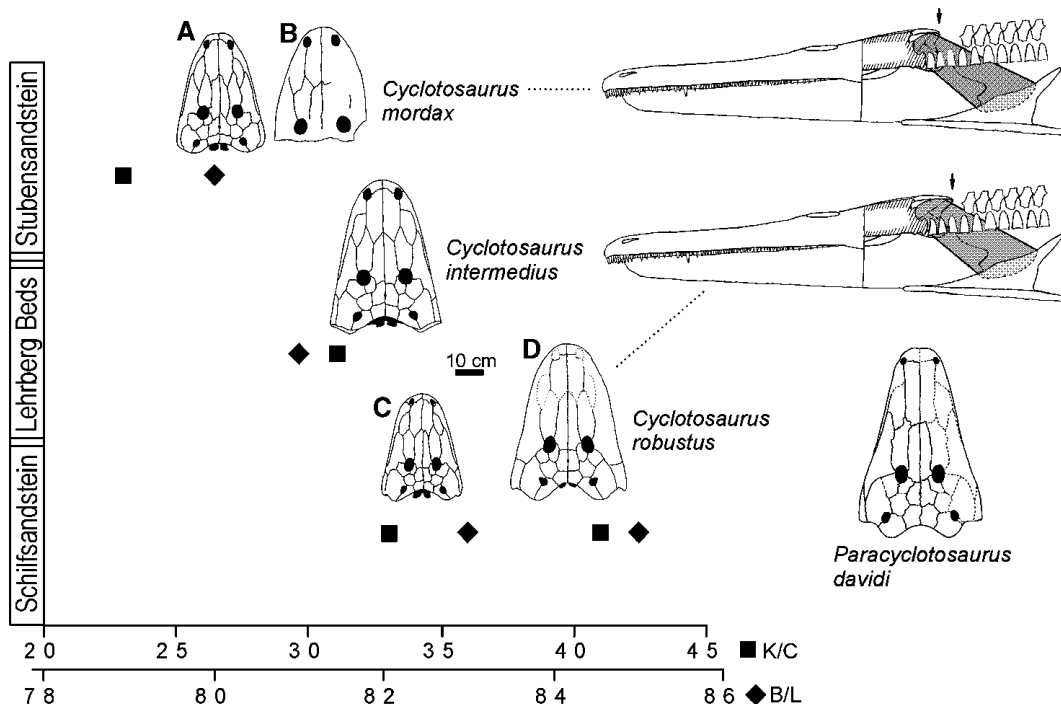 A
B
Cyclotosaurus
mordax
Stubensandstein
Cyclotosaurus
intermedius
Lehrberg Beds
10 cm
D
C
Cyclotosaurus
robustus
Schilfsandstein
Paracyclotosaurus
davidi
20 25 30 35 40 45
K/C
78 80 82 84 86
B/L